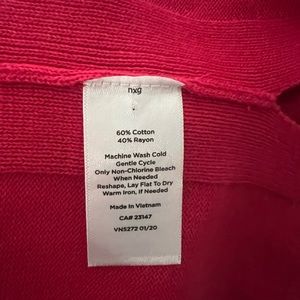 nxg
60% Cotton
40% Rayon
Machine Wash Cold
Gentle Cycle
Only Non-Chlorine Bleach
When Needed
Reshape, Lay Flat To Dry
Warm Iron, If Needed
Made In Vietnam
CA# 23147
VN5272 01/20